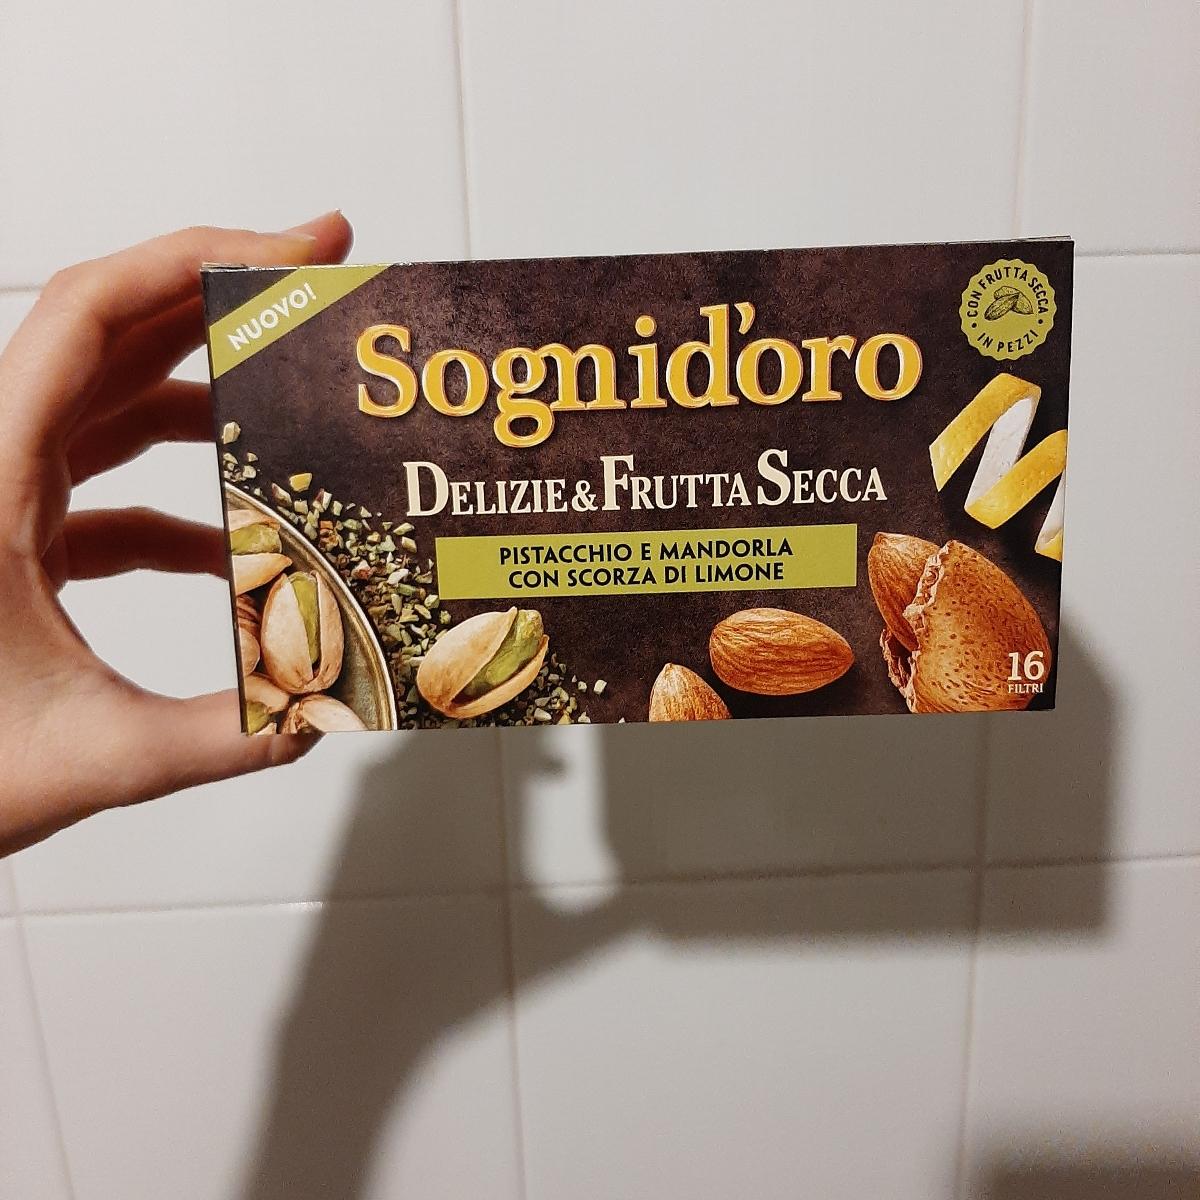 NUOVO!
Sognid'oro
CON FRUTTA SECCA
• IN PEZZI •
DELIZIE & FRUTTA SECCA
PISTACCHIO E MANDORLA
CON SCORZA DI LIMONE
16
FILTRI